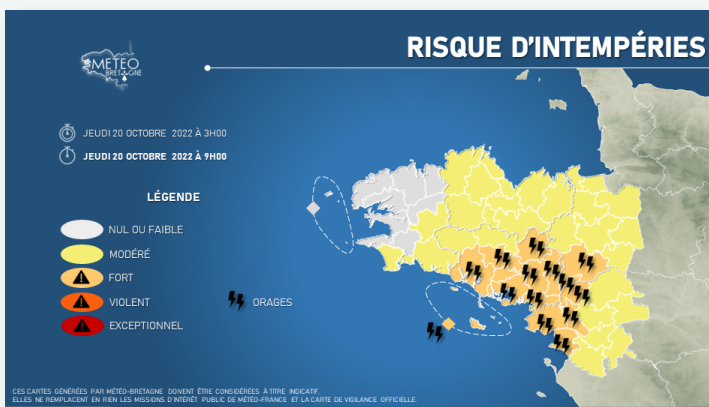 RISQUE D'INTEMPÉRIES
MÉTÉO
BRETAGNE
JEUDI 20 OCTOBRE 2022 À 3H00
JEUDI 20 OCTOBRE 2022 À 9H00
LÉGENDE
NUL OU FAIBLE
MODÉRÉ
FORT
VIOLENT
EXCEPTIONNEL
ORAGES
CES CARTES GÉNÉRÉES PAR MÉTÉO-BRETAGNE DOIVENT ÊTRE CONSIDÉRÉES À TITRE INDICATIF.
ELLES NE REMPLACENT EN RIEN LES MISSIONS D'INTÉRÊT PUBLIC DE MÉTÉO-FRANCE ET LA CARTE DE VIGILANCE OFFICIELLE.